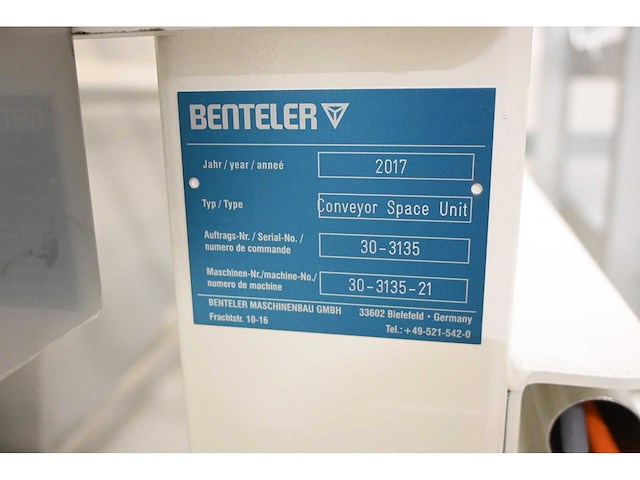 BENTELER
Jahr / year / anneé 2017
Typ / Type Conveyor Space Unit
Auftrags-Nr. / Serial-No. /
numero de commande 30-3135
Maschinen-Nr./machine-No./
numero de machine 30-3135-21
BENTELER MASCHINENBAU GMBH 33602 Bielefeld · Germany
Frachtstr. 10-16 Tel.: +49-521-542-0